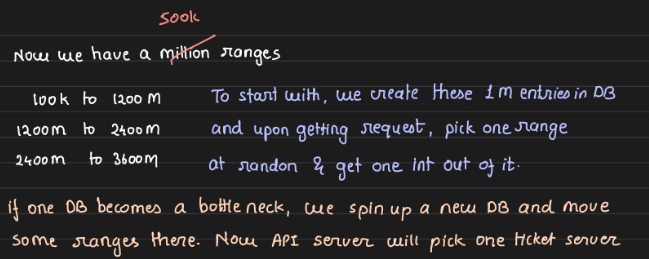 500k
Now we have a million ranges
100k to 1200M To start with, we create these 1M entries in DB
1200m to 2400m and upon getting request, pick one range
2400m to 3600m at randon & get one int out of it.
if one DB becomes a bottle neck, we spin up a new DB and move
some ranges there. Now API server will pick one ticket server